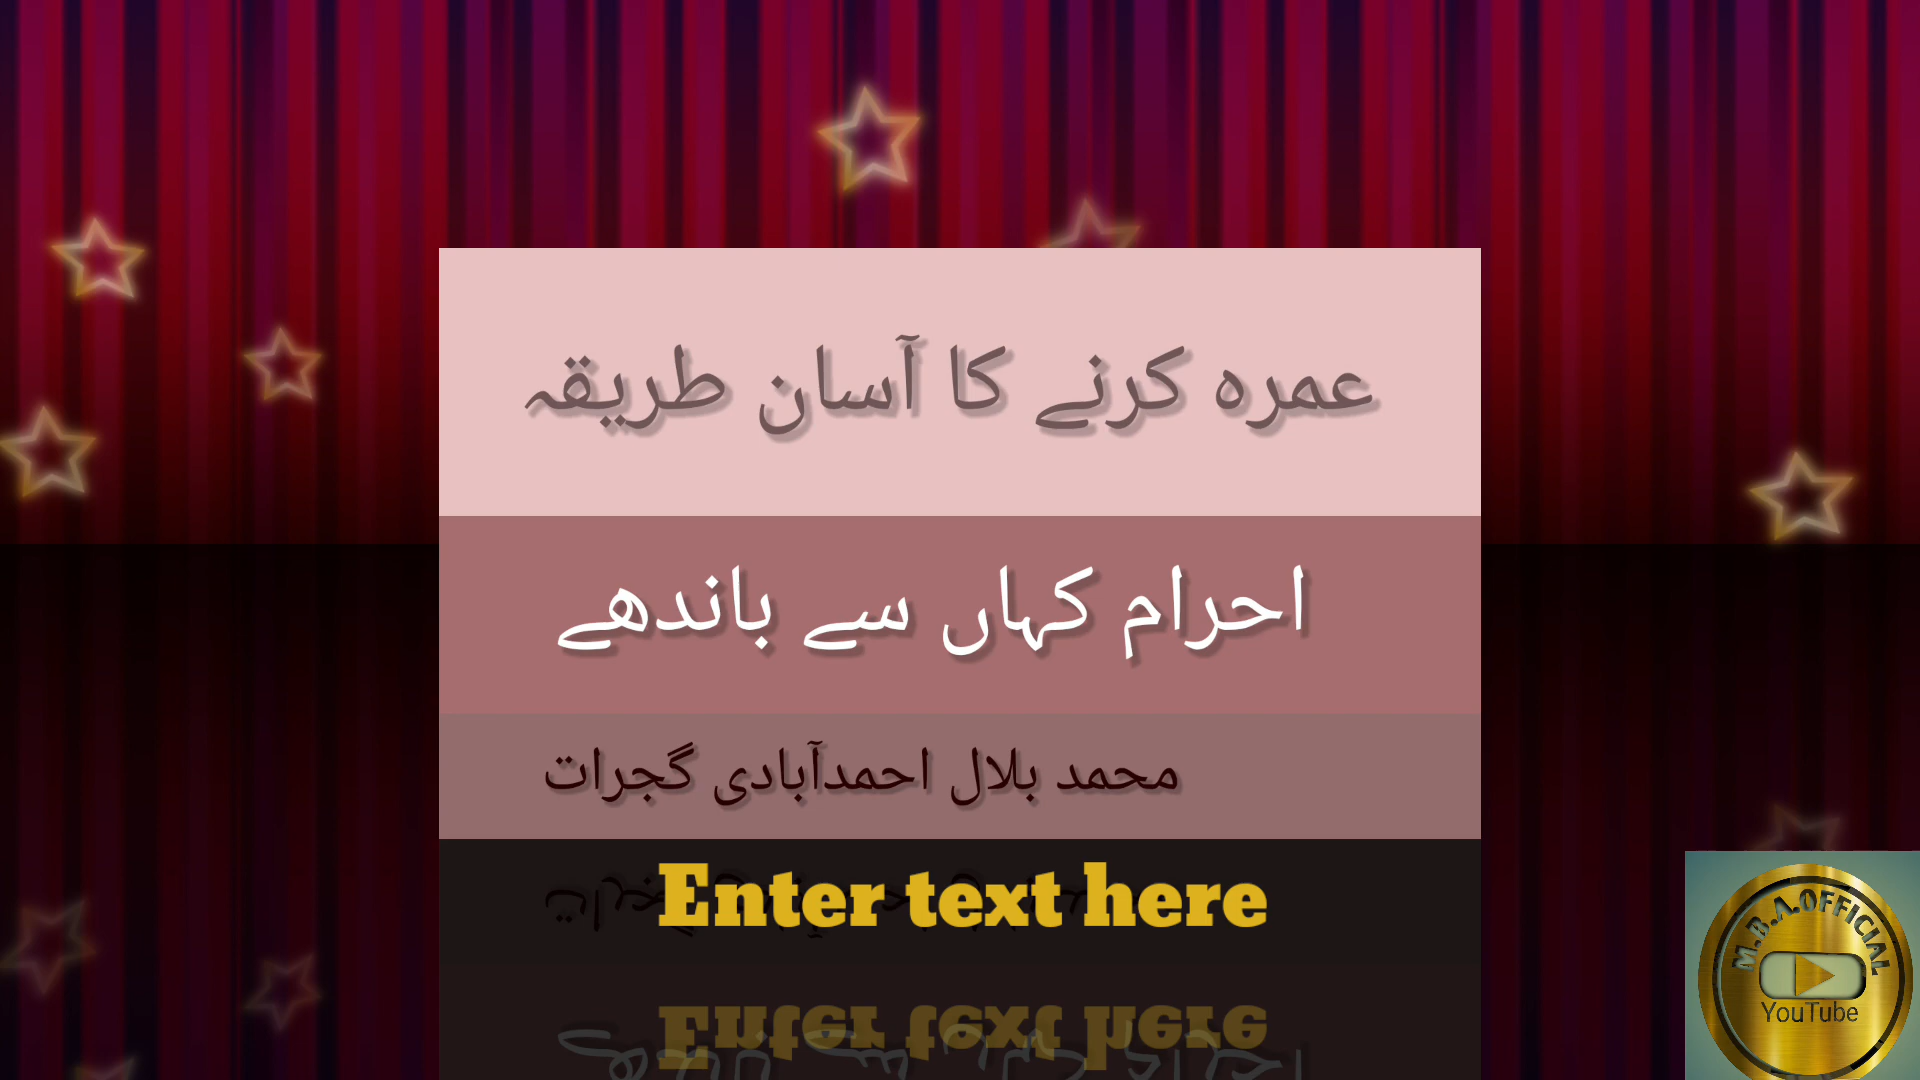 عمرہ کرنے کا آسان طریقہ
احرام کہاں سے باندھے
محمد بلال احمدآبادی گجرات
Enter text here
M.B.A.OFFICIAL
YouTube